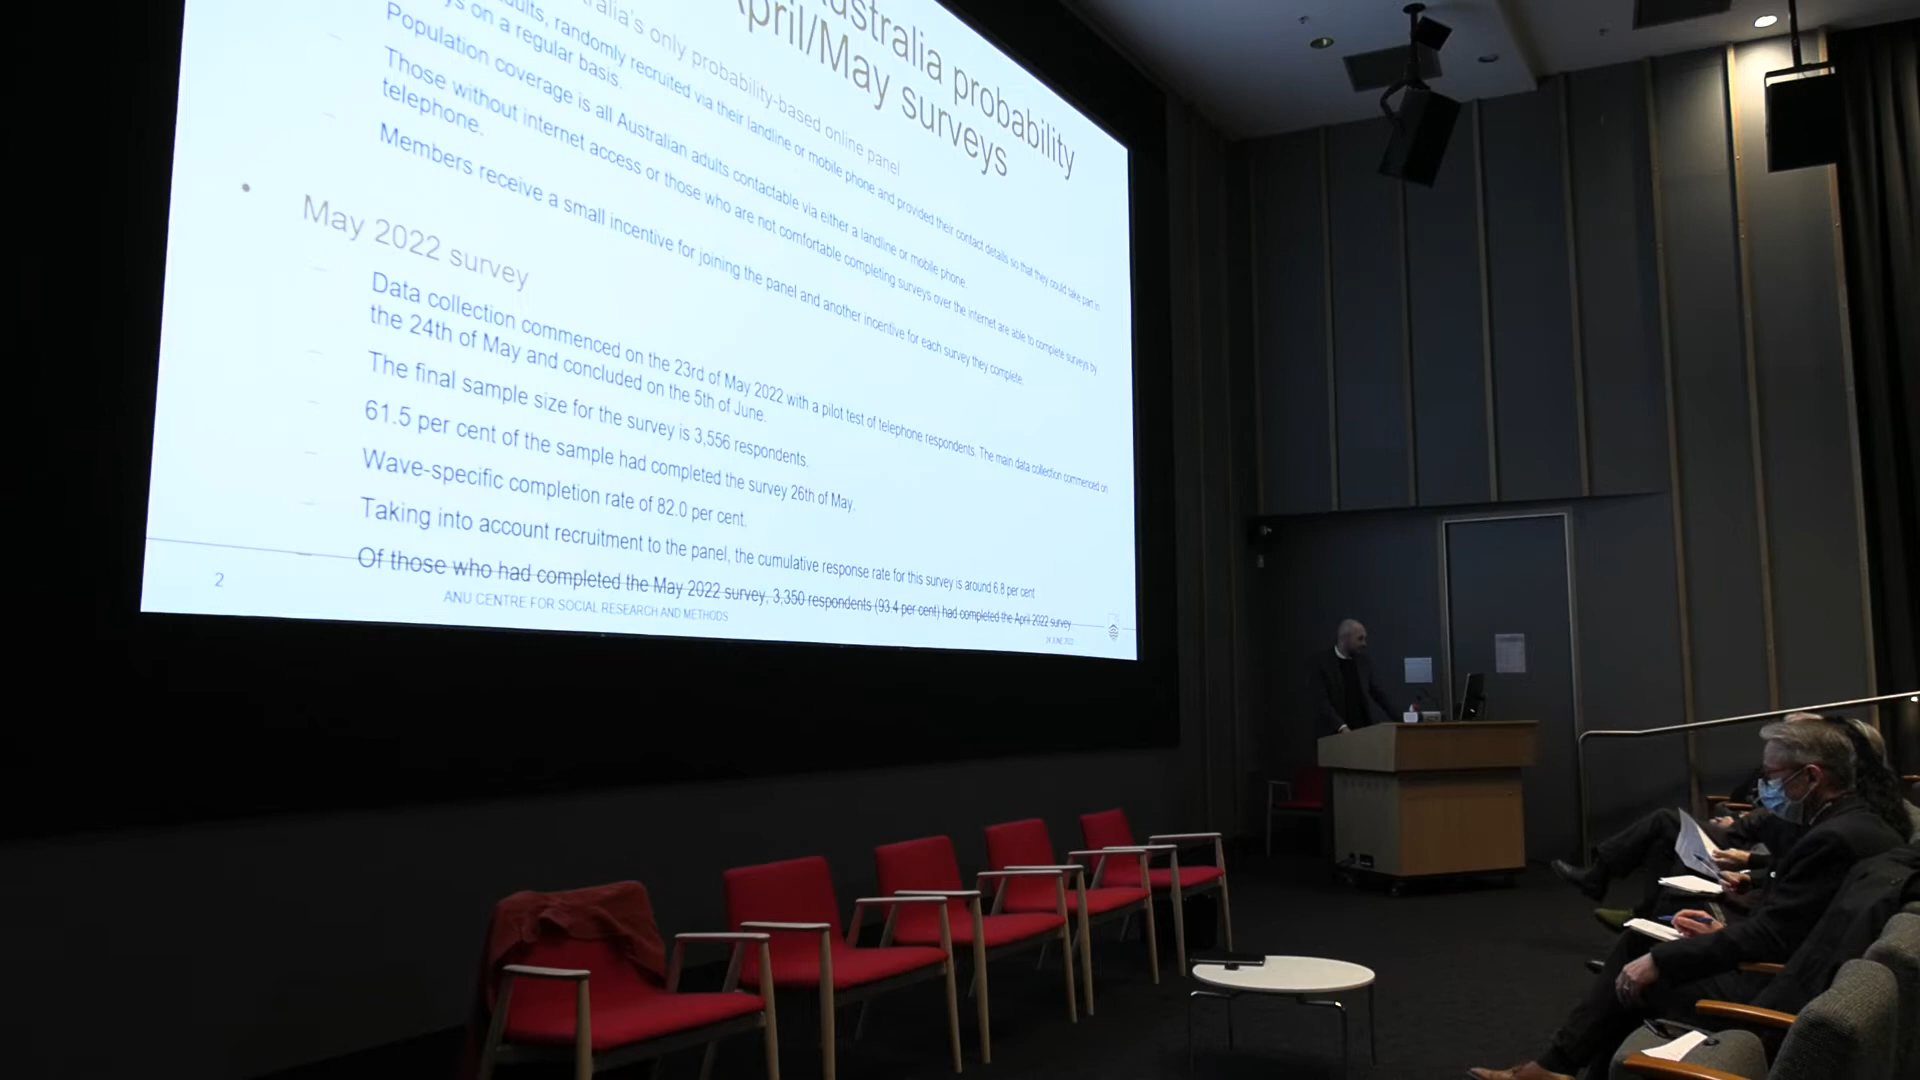 ustralia probability
April/May surveys
tralia's only probability-based online panel
dults, randomly recruited via their landline or mobile phone and provided their contact details so that they could take part in
ys on a regular basis.
Population coverage is all Australian adults contactable via either a landline or mobile phone.
Those without internet access or those who are not comfortable completing surveys over the internet are able to complete surveys by
telephone.
Members receive a small incentive for joining the panel and another incentive for each survey they complete.
May 2022 survey
Data collection commenced on the 23rd of May 2022 with a pilot test of telephone respondents. The main data collection commenced on
the 24th of May and concluded on the 5th of June.
The final sample size for the survey is 3,556 respondents.
61.5 per cent of the sample had completed the survey 26th of May.
Wave-specific completion rate of 82.0 per cent.
Taking into account recruitment to the panel, the cumulative response rate for this survey is around 6.8 per cent
Of those who had completed the May 2022 survey, 3,350 respondents (93.4 per cent) had completed the April 2022 survey
2
ANU CENTRE FOR SOCIAL RESEARCH AND METHODS